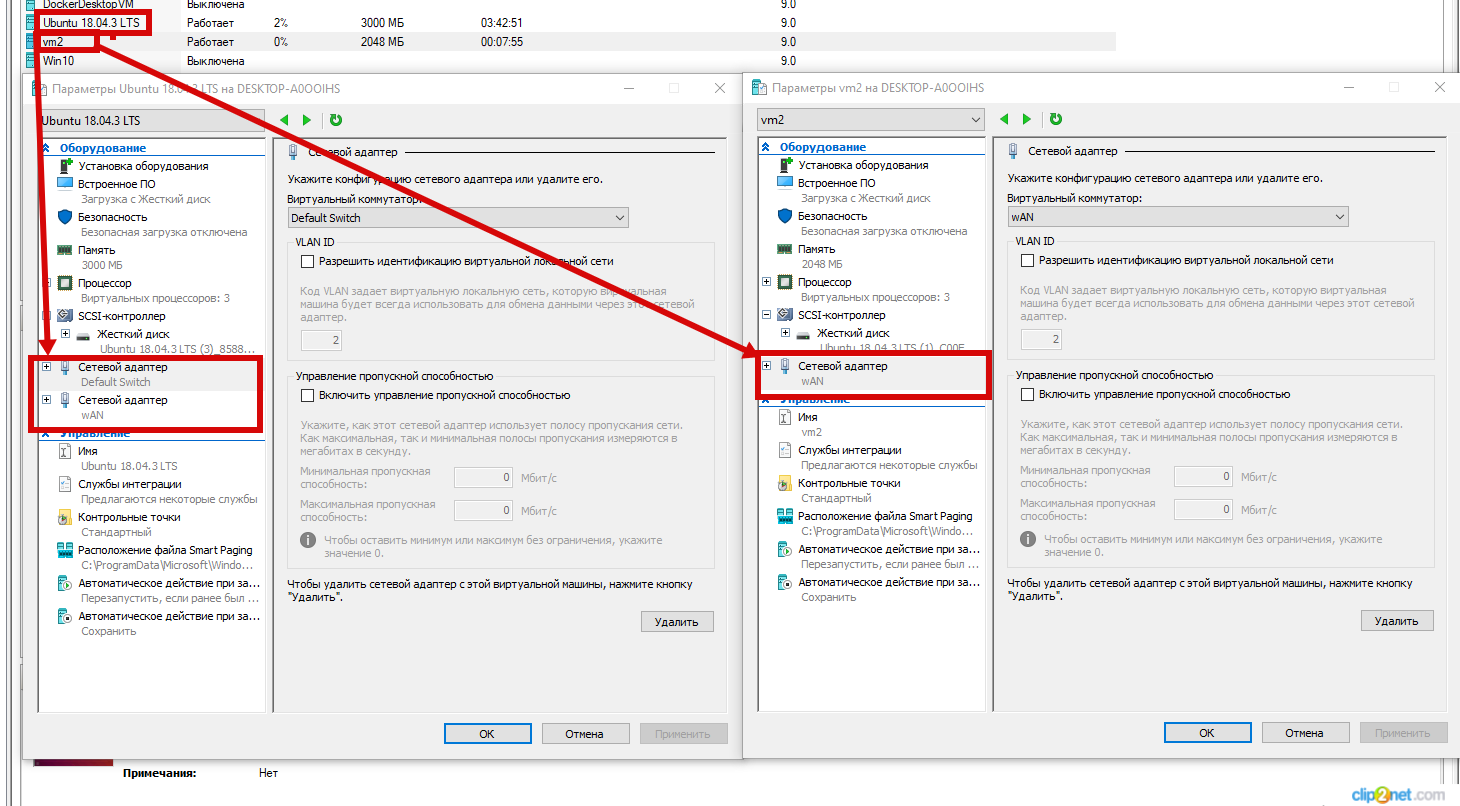 DockerDesktopVM Выключена 9.0
Ubuntu 18.04.3 LTS Работает 2% 3000 МБ 03:42:51 9.0
vm2 Работает 0% 2048 МБ 00:07:55 9.0
Win10 Выключена 9.0
Параметры Ubuntu 18.04.3 LTS на DESKTOP-A0OOIHS
Ubuntu 18.04.3 LTS
Оборудование
Установка оборудования
Встроенное ПО
Загрузка с Жесткий диск
Безопасность
Безопасная загрузка отключена
Память
3000 МБ
Процессор
Виртуальных процессоров: 3
SCSI-контроллер
Жесткий диск
Ubuntu 18.04.3 LTS (3)_8588...
Сетевой адаптер
Default Switch
Сетевой адаптер
wAN
Управление
Имя
Ubuntu 18.04.3 LTS
Службы интеграции
Предлагаются некоторые службы
Контрольные точки
Стандартный
Расположение файла Smart Paging
C:\ProgramData\Microsoft\Windo...
Автоматическое действие при за...
Перезапустить, если ранее был ...
Автоматическое действие при за...
Сохранить
Сетевой адаптер
Укажите конфигурацию сетевого адаптера или удалите его.
Виртуальный коммутатор:
Default Switch
VLAN ID
Разрешить идентификацию виртуальной локальной сети
Код VLAN задает виртуальную локальную сеть, которую виртуальная
машина будет всегда использовать для обмена данными через этот сетевой
адаптер.
2
Управление пропускной способностью
Включить управление пропускной способностью
Укажите, как этот сетевой адаптер использует полосу пропускания сети.
Как максимальная, так и минимальная полосы пропускания измеряются в
мегабитах в секунду.
Минимальная пропускная
способность: 0 Мбит/с
Максимальная пропускная
способность: 0 Мбит/с
Чтобы оставить минимум или максимум без ограничения, укажите
значение 0.
Чтобы удалить сетевой адаптер с этой виртуальной машины, нажмите кнопку
"Удалить".
Удалить
ОК Отмена Применить
Параметры vm2 на DESKTOP-A0OOIHS
vm2
Оборудование
Установка оборудования
Встроенное ПО
Загрузка с Жесткий диск
Безопасность
Безопасная загрузка отключена
Память
2048 МБ
Процессор
Виртуальных процессоров: 3
SCSI-контроллер
Жесткий диск
Ubuntu 18.04.3 LTS (1)_C00F...
Сетевой адаптер
wAN
Управление
Имя
vm2
Службы интеграции
Предлагаются некоторые службы
Контрольные точки
Стандартный
Расположение файла Smart Paging
C:\ProgramData\Microsoft\Windo...
Автоматическое действие при за...
Перезапустить, если ранее был ...
Автоматическое действие при за...
Сохранить
Сетевой адаптер
Укажите конфигурацию сетевого адаптера или удалите его.
Виртуальный коммутатор:
wAN
VLAN ID
Разрешить идентификацию виртуальной локальной сети
Код VLAN задает виртуальную локальную сеть, которую виртуальная
машина будет всегда использовать для обмена данными через этот сетевой
адаптер.
2
Управление пропускной способностью
Включить управление пропускной способностью
Укажите, как этот сетевой адаптер использует полосу пропускания сети.
Как максимальная, так и минимальная полосы пропускания измеряются в
мегабитах в секунду.
Минимальная пропускная
способность: 0 Мбит/с
Максимальная пропускная
способность: 0 Мбит/с
Чтобы оставить минимум или максимум без ограничения, укажите
значение 0.
Чтобы удалить сетевой адаптер с этой виртуальной машины, нажмите кнопку
"Удалить".
Удалить
ОК Отмена Применить
Примечания: Нет
clip2net.com